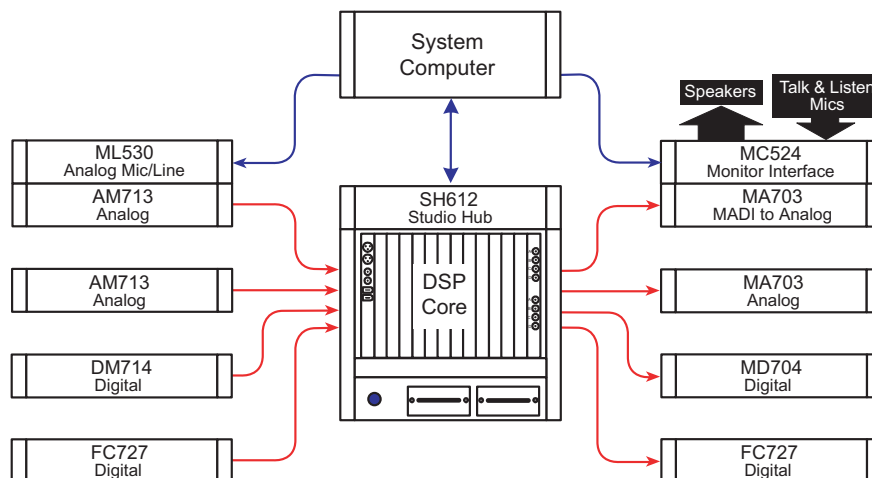 System
Computer
Speakers
Talk & Listen
Mics
ML530
Analog Mic/Line
AM713
Analog
AM713
Analog
DM714
Digital
FC727
Digital
SH612
Studio Hub
DSP
Core
MC524
Monitor Interface
MA703
MADI to Analog
MA703
Analog
MD704
Digital
FC727
Digital